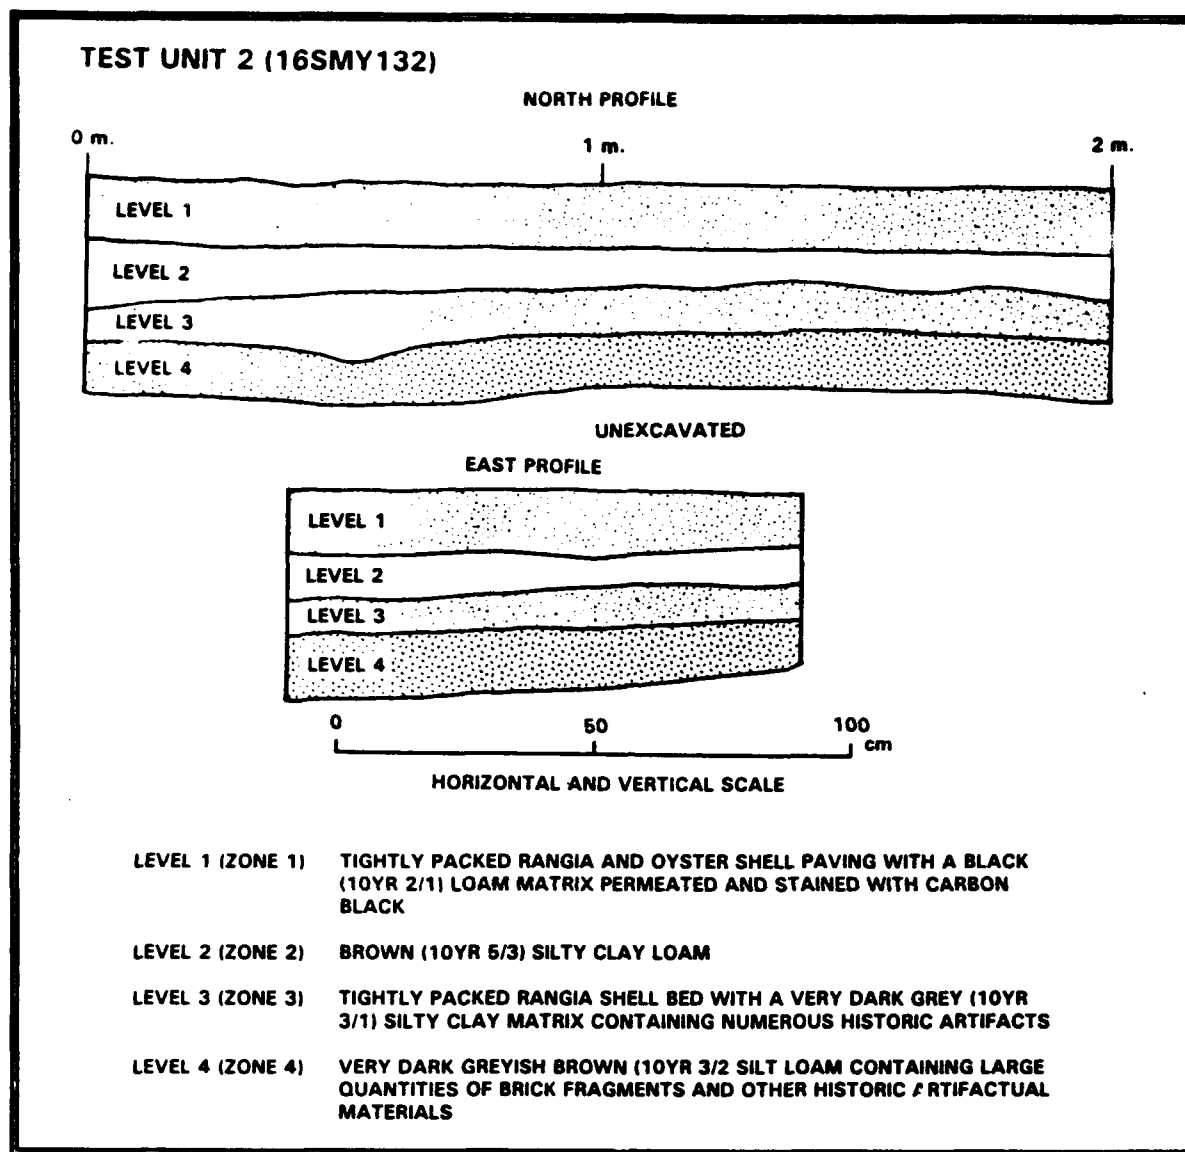 TEST UNIT 2 (16SMY132)
NORTH PROFILE
0 m. 1 m. 2 m.
LEVEL 1
LEVEL 2
LEVEL 3
LEVEL 4
UNEXCAVATED
EAST PROFILE
LEVEL 1
LEVEL 2
LEVEL 3
LEVEL 4
0 50 100
cm
HORIZONTAL AND VERTICAL SCALE
LEVEL 1 (ZONE 1) TIGHTLY PACKED RANGIA AND OYSTER SHELL PAVING WITH A BLACK
(10YR 2/1) LOAM MATRIX PERMEATED AND STAINED WITH CARBON
BLACK
LEVEL 2 (ZONE 2) BROWN (10YR 5/3) SILTY CLAY LOAM
LEVEL 3 (ZONE 3) TIGHTLY PACKED RANGIA SHELL BED WITH A VERY DARK GREY (10YR
3/1) SILTY CLAY MATRIX CONTAINING NUMEROUS HISTORIC ARTIFACTS
LEVEL 4 (ZONE 4) VERY DARK GREYISH BROWN (10YR 3/2 SILT LOAM CONTAINING LARGE
QUANTITIES OF BRICK FRAGMENTS AND OTHER HISTORIC ARTIFACTUAL
MATERIALS